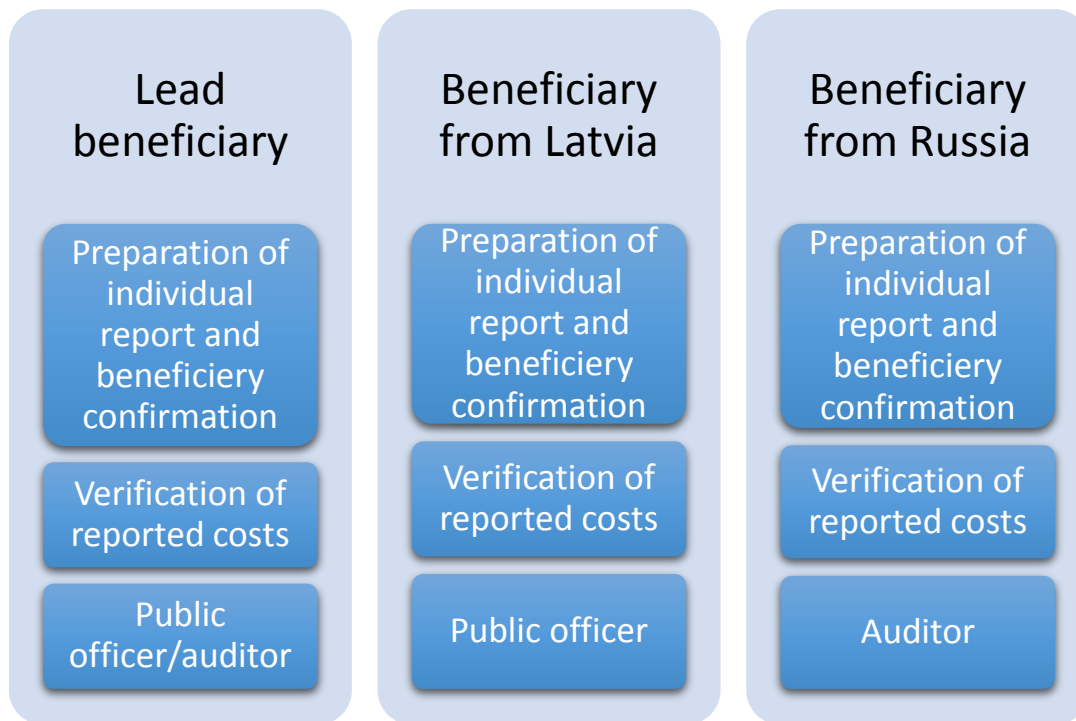 Lead
beneficiary
Preparation of
individual
report and
beneficiery
confirmation
Verification of
reported costs
Public
officer/auditor
Beneficiary
from Latvia
Preparation of
individual
report and
beneficiery
confirmation
Verification of
reported costs
Public officer
Beneficiary
from Russia
Preparation of
individual
report and
beneficiery
confirmation
Verification of
reported costs
Auditor